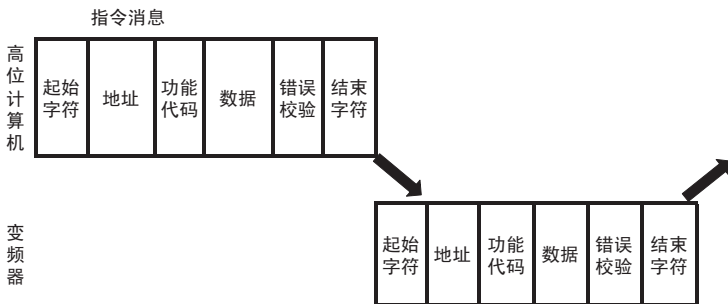 指令消息
高位计算机
起始字符
地址
功能代码
数据
错误校验
结束字符
变频器
起始字符
地址
功能代码
数据
错误校验
结束字符